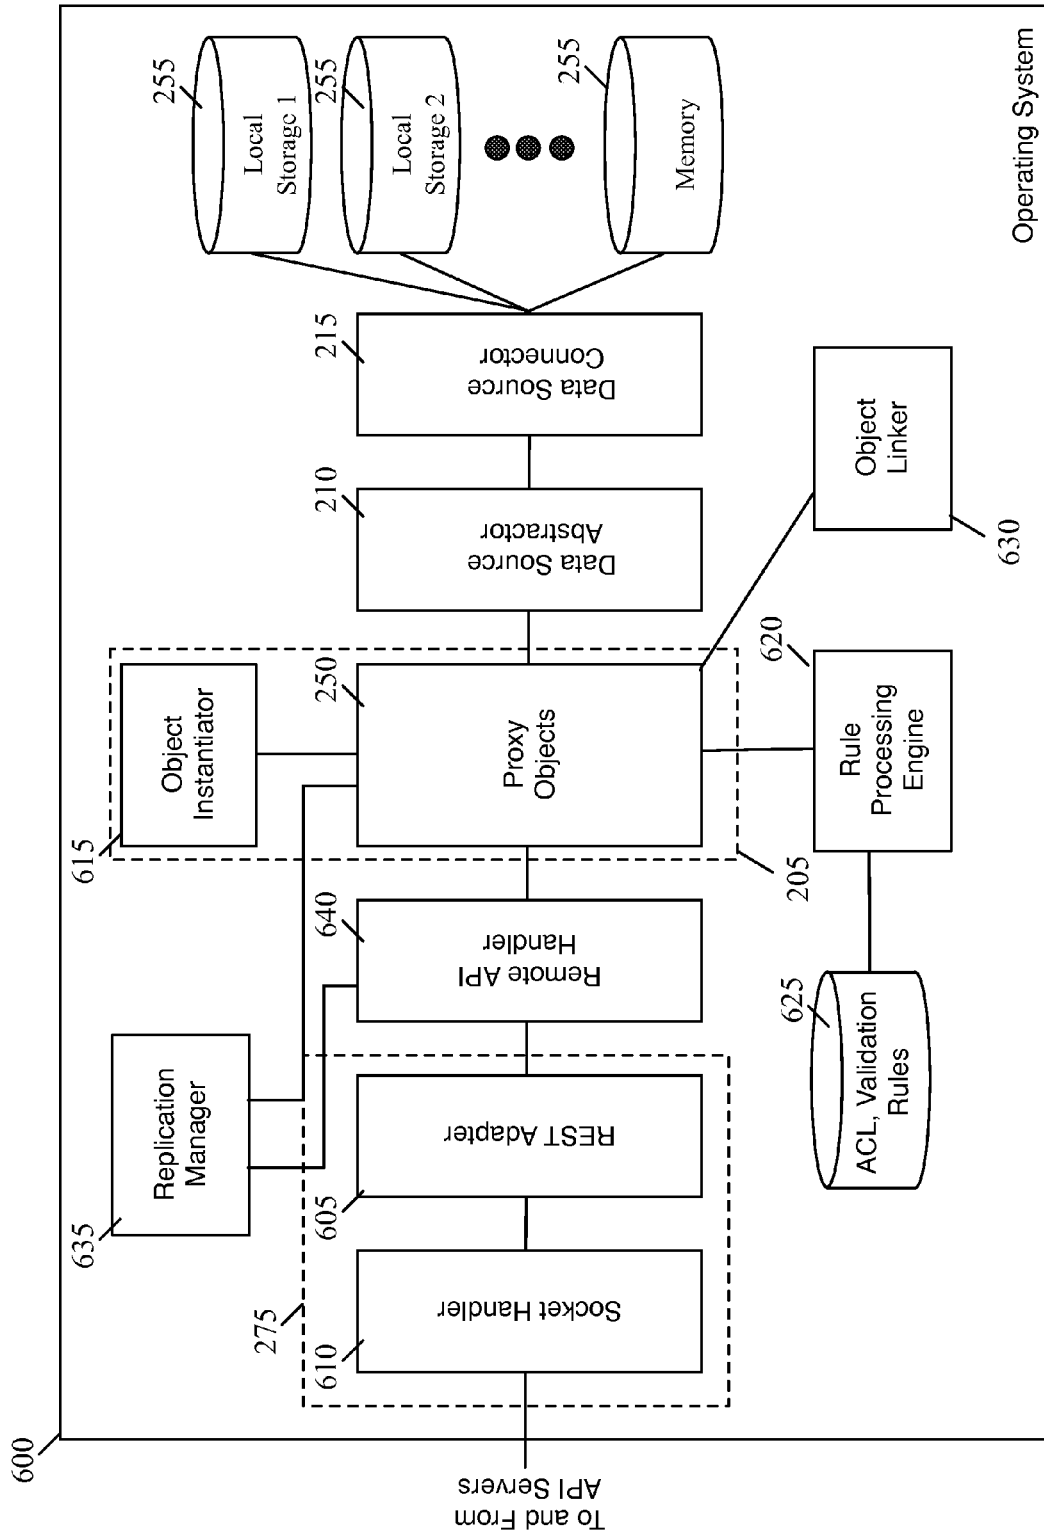 600
To and From
API Servers
635
Replication
Manager
615
Object
Instantiator
275
610
Socket Handler
605
REST Adapter
640
Remote API
Handler
250
Proxy
Objects
210
Data Source
Abstractor
215
Data Source
Connector
255
Local
Storage 1
255
Local
Storage 2
255
Memory
205
625
ACL, Validation
Rules
620
Rule
Processing
Engine
Object
Linker
630
Operating System